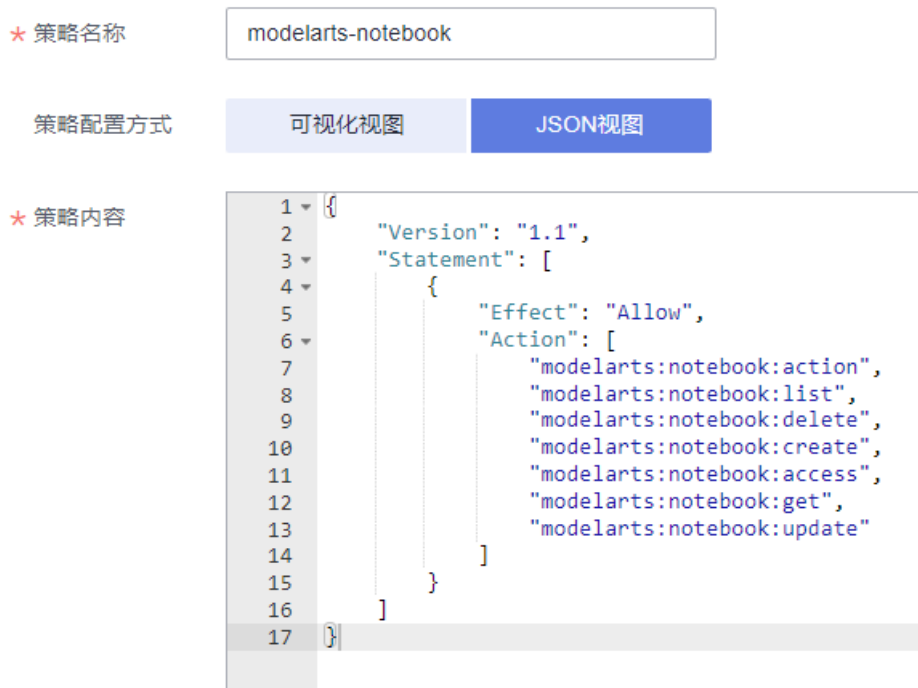 * 策略名称 modelarts-notebook
策略配置方式 可视化视图 JSON视图
* 策略内容
1 {
2 "Version": "1.1",
3 "Statement": [
4 {
5 "Effect": "Allow",
6 "Action": [
7 "modelarts:notebook:action",
8 "modelarts:notebook:list",
9 "modelarts:notebook:delete",
10 "modelarts:notebook:create",
11 "modelarts:notebook:access",
12 "modelarts:notebook:get",
13 "modelarts:notebook:update"
14 ]
15 }
16 ]
17 }